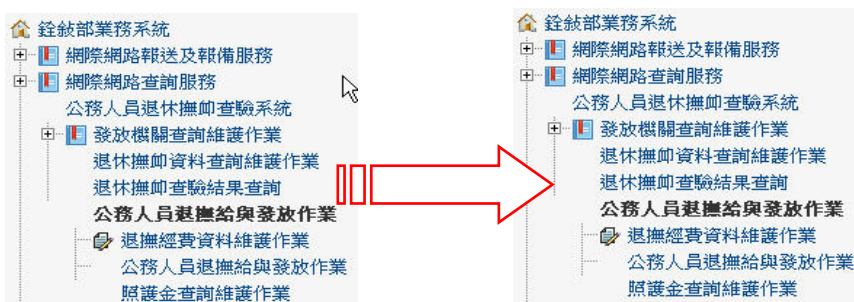 銓敍部業務系統
網際網路報送及報備服務
網際網路查詢服務
公務人員退休撫卹查驗系統
發放機關查詢維護作業
退休撫卹資料查詢維護作業
退休撫卹查驗結果查詢
公務人員退撫給與發放作業
退撫經費資料維護作業
公務人員退撫給與發放作業
照護金查詢維護作業
銓敍部業務系統
網際網路報送及報備服務
網際網路查詢服務
公務人員退休撫卹查驗系統
發放機關查詢維護作業
退休撫卹資料查詢維護作業
退休撫卹查驗結果查詢
公務人員退撫給與發放作業
退撫經費資料維護作業
公務人員退撫給與發放作業
照護金查詢維護作業